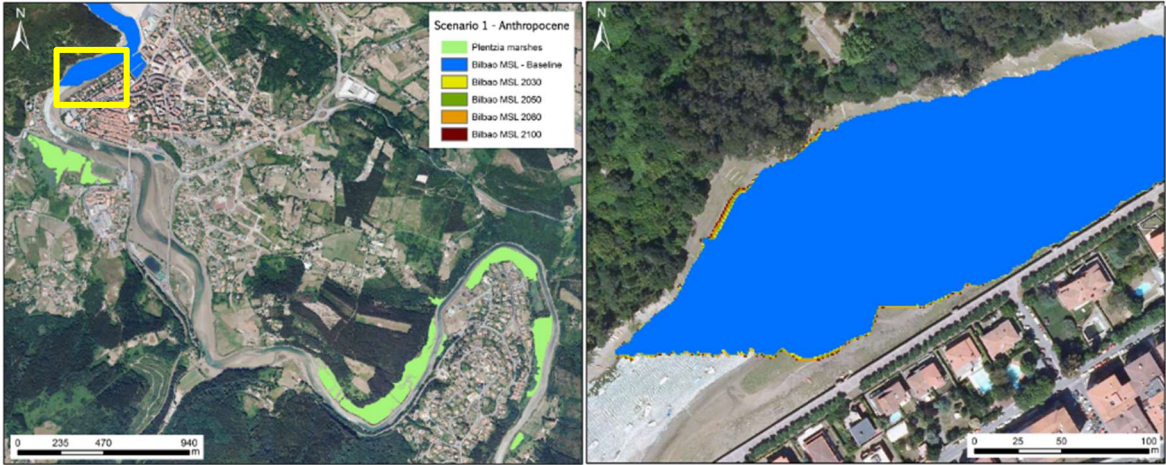 N
Scenario 1 - Anthropocene
Plentzia marshes
Bilbao MSL - Baseline
Bilbao MSL 2030
Bilbao MSL 2050
Bilbao MSL 2080
Bilbao MSL 2100
0 235 470 940
m
N
0 25 50 100
m